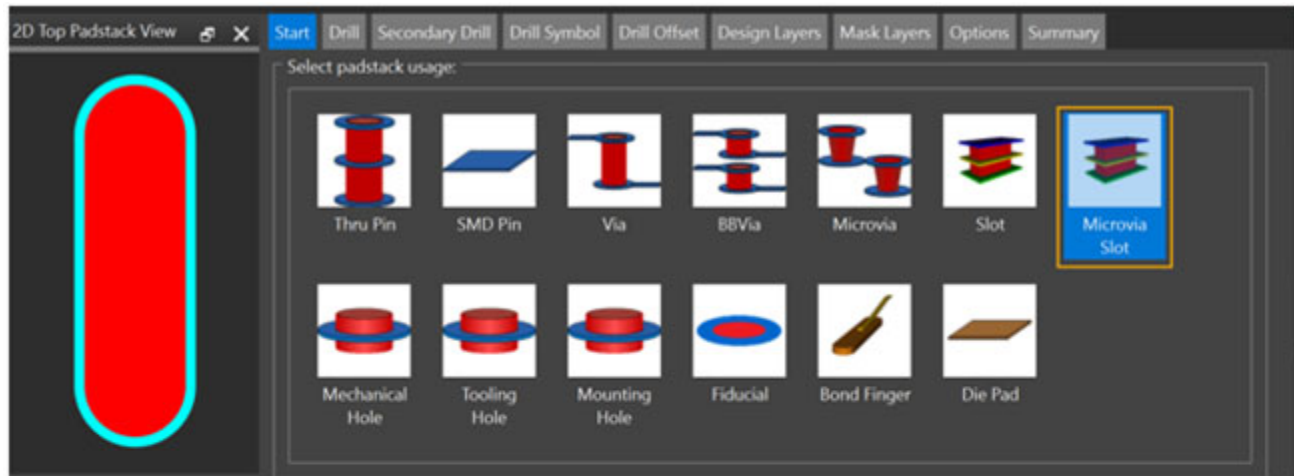 2D Top Padstack View
Start Drill Secondary Drill Drill Symbol Drill Offset Design Layers Mask Layers Options Summary
Select padstack usage:
Thru Pin SMD Pin Via BBVia Microvia Slot Microvia
Slot
Mechanical Tooling Mounting Fiducial Bond Finger Die Pad
Hole Hole Hole